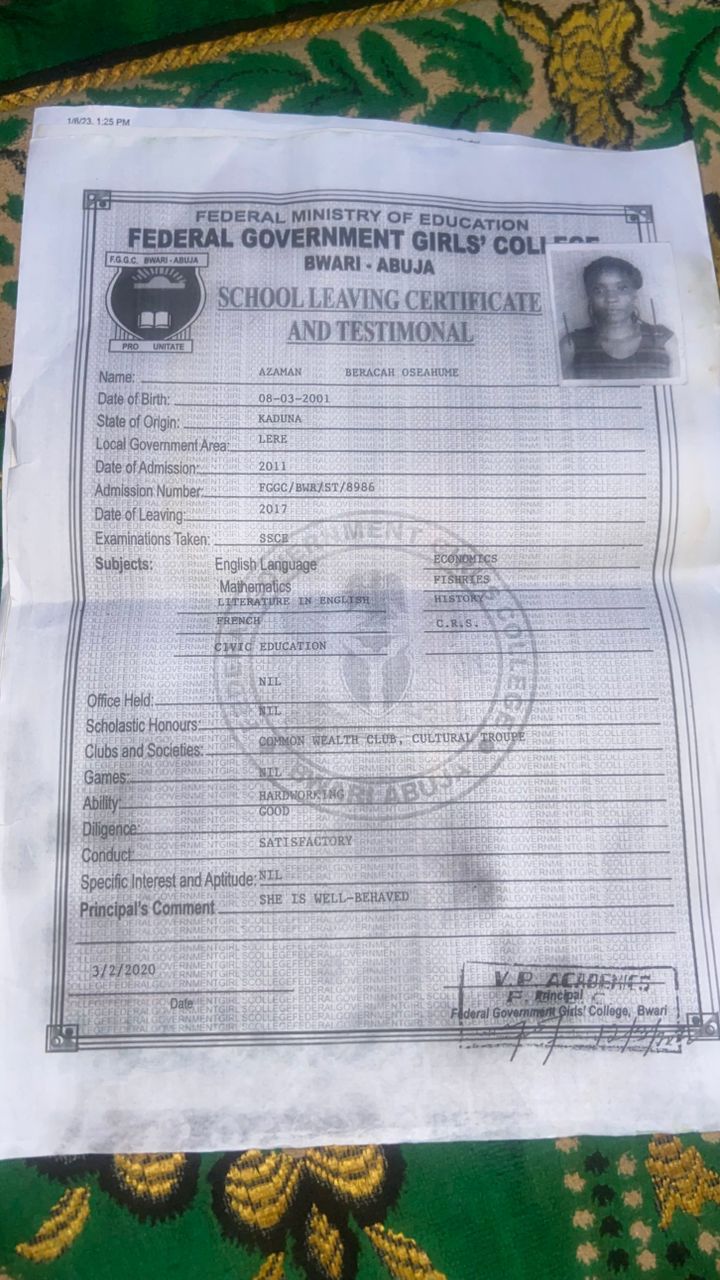 1/6/23, 1:25 PM
FEDERAL MINISTRY OF EDUCATION
FEDERAL GOVERNMENT GIRLS' COLLEGE
BWARI - ABUJA
F.G.G.C. BWARI - ABUJA
PRO UNITATE
SCHOOL LEAVING CERTIFICATE
AND TESTIMONAL
Name: AZAMAN BERACAH OSEAHUME
Date of Birth: 08-03-2001
State of Origin: KADUNA
Local Government Area: LERE
Date of Admission: 2011
Admission Number: FGGC/BWR/ST/8986
Date of Leaving: 2017
Examinations Taken: SSCE
Subjects: English Language ECONOMICS
Mathematics FISHRIES
LITERATURE IN ENGLISH HISTORY
FRENCH C.R.S.
CIVIC EDUCATION
NIL
Office Held:
NIL
Scholastic Honours:
Clubs and Societies: COMMON WEALTH CLUB, CULTURAL TROUPE
Games: NIL
Ability: HARDWORKING
GOOD
Diligence:
Conduct: SATISFACTORY
Specific Interest and Aptitude: NIL
Principal's Comment SHE IS WELL-BEHAVED
3/2/2020
Date
V.P ACADEMICS
Principal
Federal Government Girls' College, Bwari